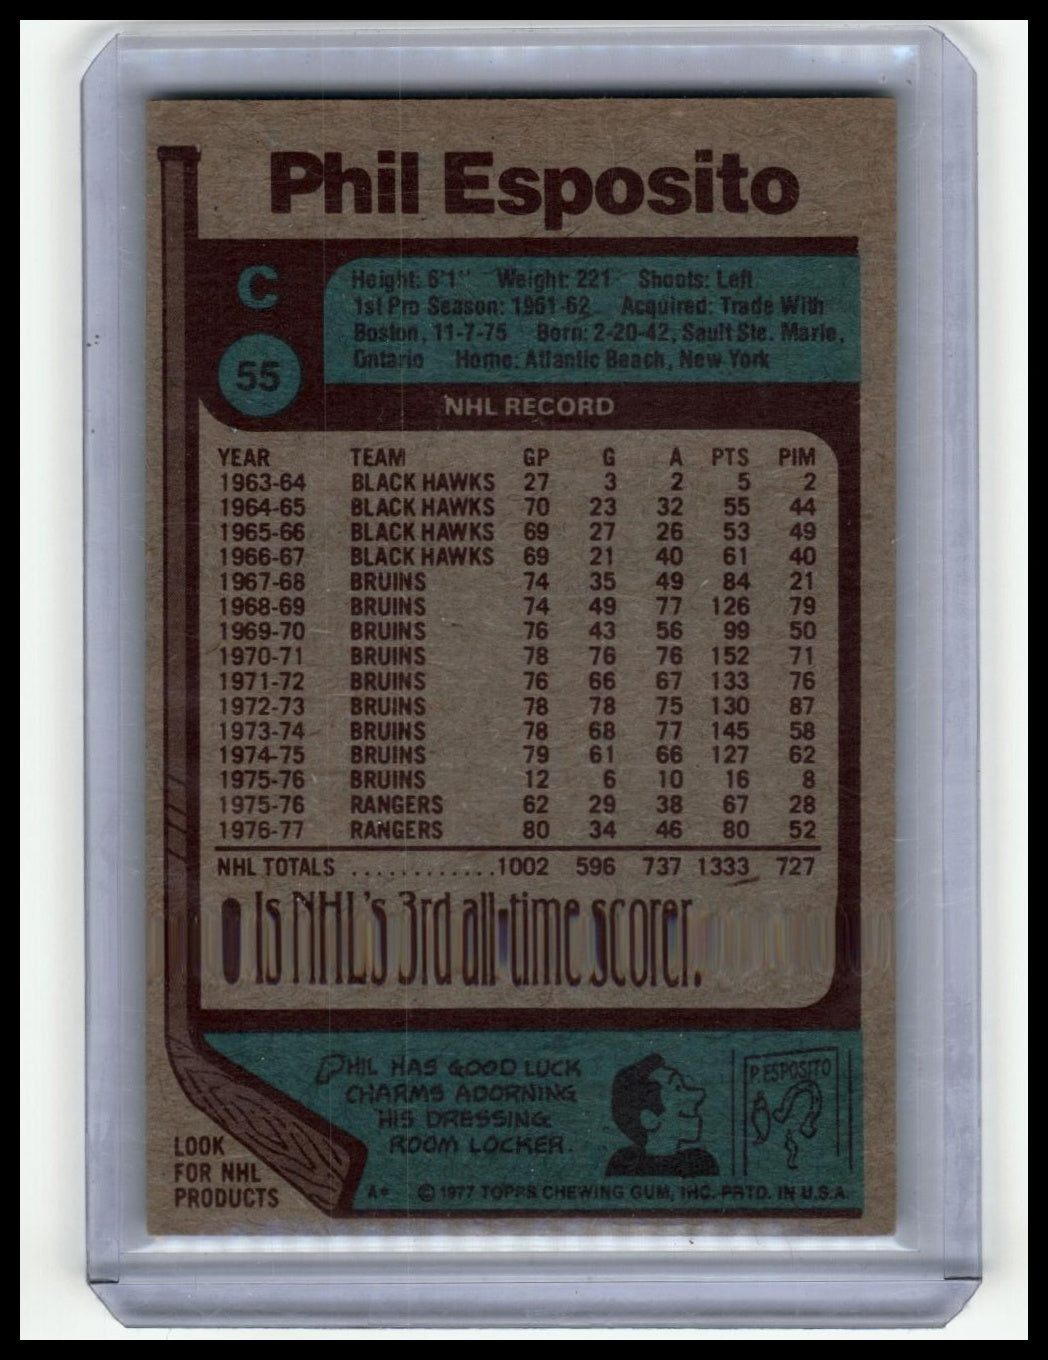 Phil Esposito
C
55
Height: 6'1" Weight: 221 Shoots: Left
1st Pro Season: 1961-62 Acquired: Trade With
Boston, 11-7-75 Born: 2-20-42, Sault Ste. Marie,
Ontario Home: Atlantic Beach, New York
NHL RECORD
YEAR TEAM GP G A PTS PIM
1963-64 BLACK HAWKS 27 3 2 5 2
1964-65 BLACK HAWKS 70 23 32 55 44
1965-66 BLACK HAWKS 69 27 26 53 49
1966-67 BLACK HAWKS 69 21 40 61 40
1967-68 BRUINS 74 35 49 84 21
1968-69 BRUINS 74 49 77 126 79
1969-70 BRUINS 76 43 56 99 50
1970-71 BRUINS 78 76 76 152 71
1971-72 BRUINS 76 66 67 133 76
1972-73 BRUINS 78 78 75 130 87
1973-74 BRUINS 78 68 77 145 58
1974-75 BRUINS 79 61 66 127 62
1975-76 BRUINS 12 6 10 16 8
1975-76 RANGERS 62 29 38 67 28
1976-77 RANGERS 80 34 46 80 52
NHL TOTALS ............1002 596 737 1333 727
● Is NHL's 3rd all-time scorer.
PHIL HAS GOOD LUCK
CHARMS ADORNING
HIS DRESSING
ROOM LOCKER.
P. ESPOSITO
LOOK
FOR NHL
PRODUCTS
A* © 1977 TOPPS CHEWING GUM, INC. PRTD. IN U.S.A.